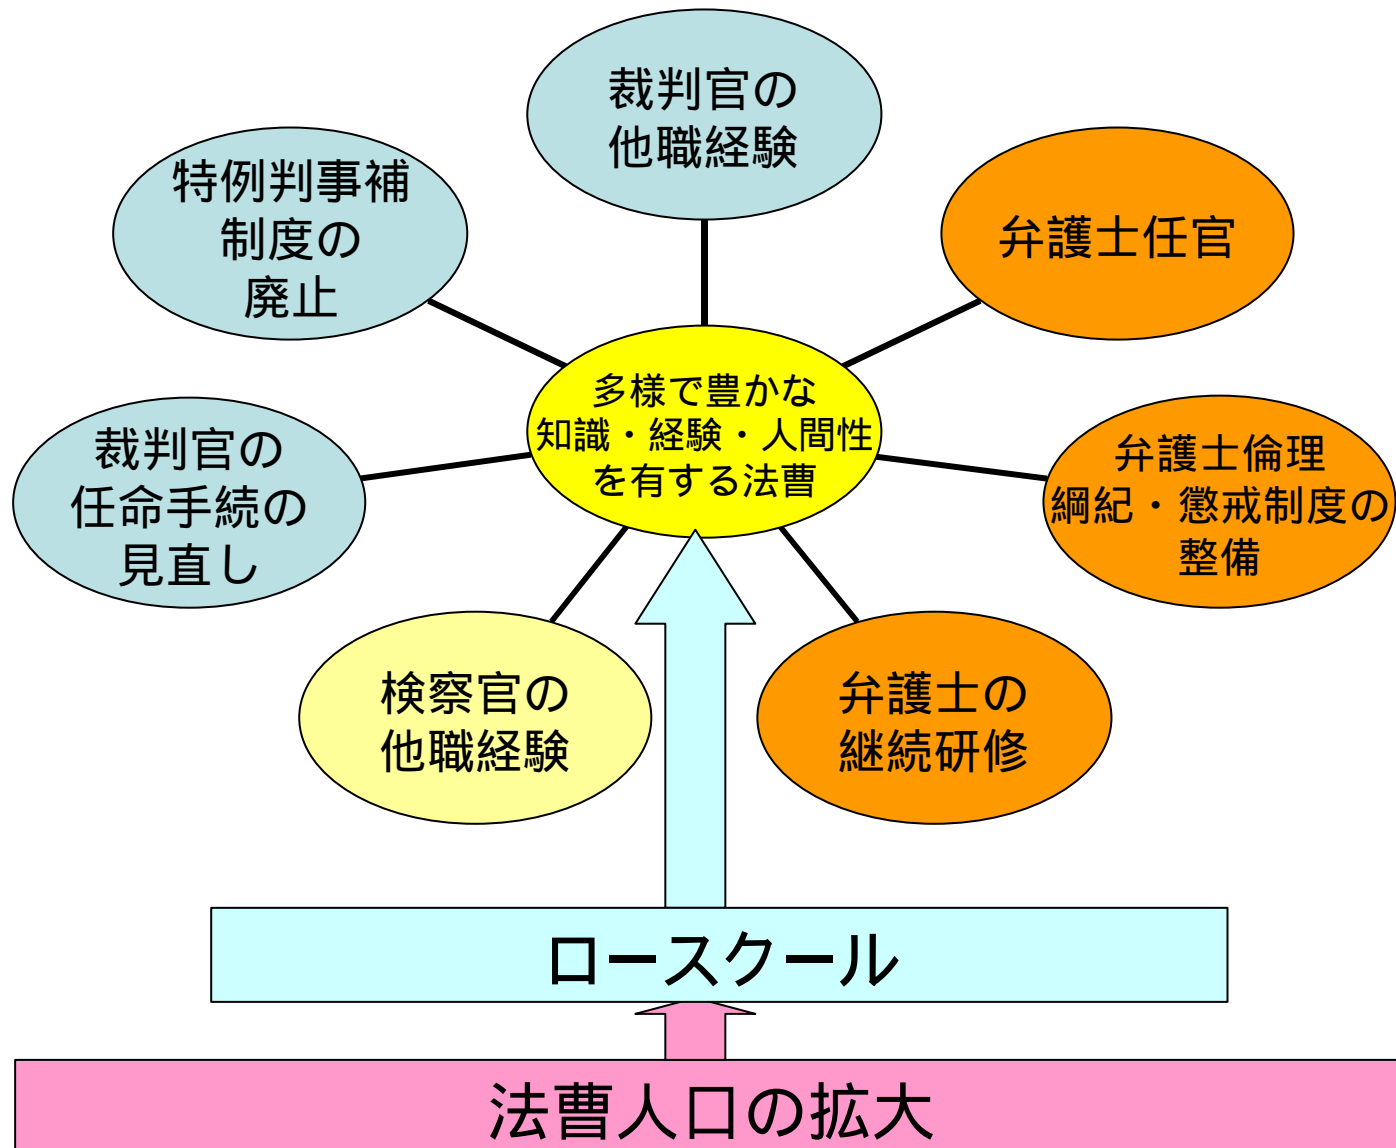 裁判官の
他職経験
特例判事補
制度の
廃止
弁護士任官
多様で豊かな
知識・経験・人間性
を有する法曹
裁判官の
任命手続の
見直し
弁護士倫理
綱紀・懲戒制度の
整備
検察官の
他職経験
弁護士の
継続研修
ロースクール
法曹人口の拡大